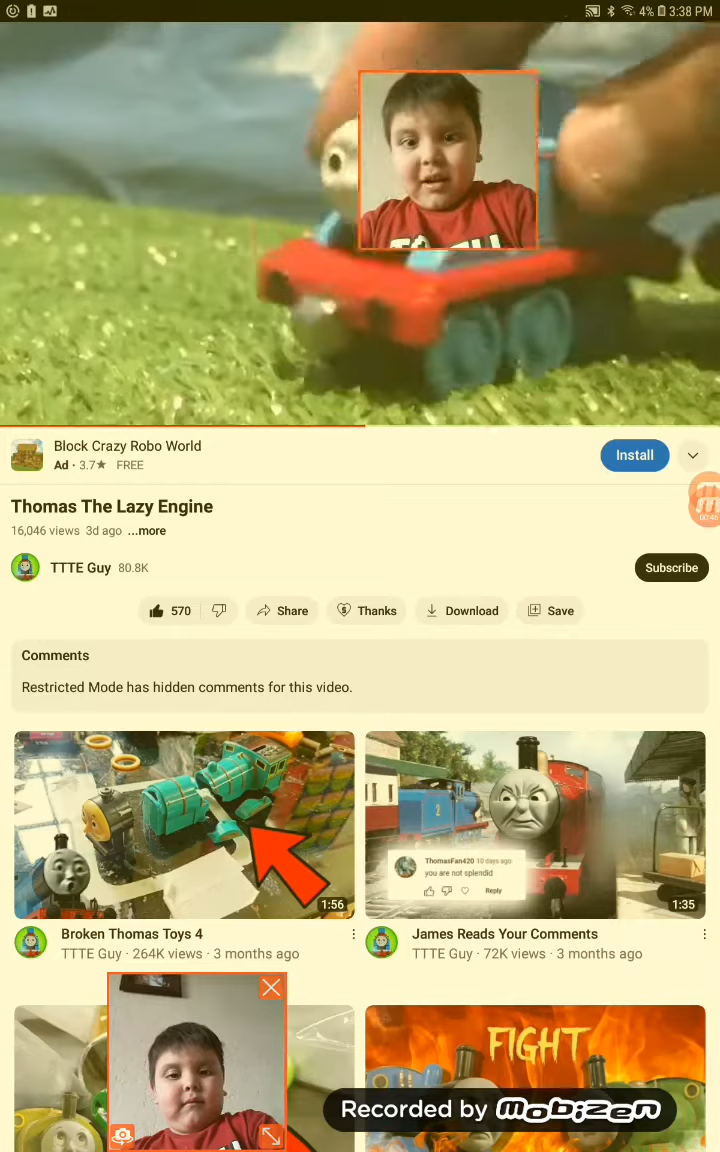 4% 3:38 PM
Block Crazy Robo World
Ad · 3.7★ FREE
Install
Thomas The Lazy Engine
16,046 views 3d ago ...more
TTTE Guy 80.8K
Subscribe
570 Share Thanks Download Save
Comments
Restricted Mode has hidden comments for this video.
2
ThomasFan420 10 days ago
you are not splendid
Reply
1:56
1:35
Broken Thomas Toys 4
TTTE Guy · 264K views · 3 months ago
James Reads Your Comments
TTTE Guy · 72K views · 3 months ago
FIGHT
Recorded by mobizen